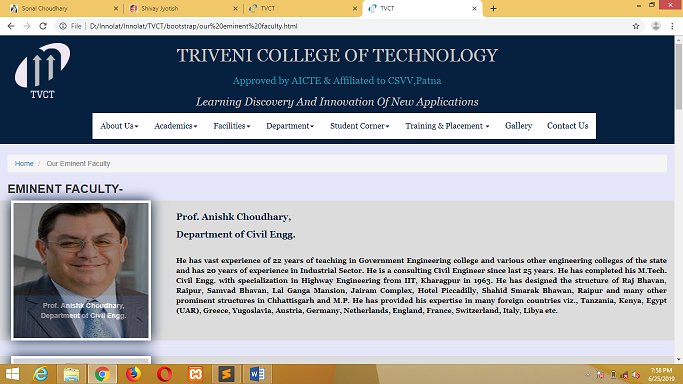 Sonal Choudhary
Shivay Jyotish
TVCT
TVCT
File | D:/Innolat/Innolat/TVCT/bootstrap/our%20eminent%20faculty.html
TRIVENI COLLEGE OF TECHNOLOGY
Approved by AICTE & Affiliated to CSVV,Patna
TVCT
Learning Discovery And Innovation Of New Applications
About Us Academics Facilities Department Student Corner Training & Placement Gallery Contact Us
Home / Our Eminent Faculty
EMINENT FACULTY-
Prof. Anishk Choudhary,
Department of Civil Engg.
He has vast experience of 22 years of teaching in Government Engineering college and various other engineering colleges of the state
and has 20 years of experience in Industrial Sector. He is a consulting Civil Engineer since last 25 years. He has completed his M.Tech.
Civil Engg. with specialization in Highway Engineering from IIT, Kharagpur in 1963. He has designed the structure of Raj Bhavan,
Raipur, Samvad Bhavan, Lal Ganga Mansion, Jairam Complex, Hotel Piccadilly, Shahid Smarak Bhawan, Raipur and many other
prominent structures in Chhattisgarh and M.P. He has provided his expertise in many foreign countries viz., Tanzania, Kenya, Egypt
(UAR), Greece, Yugoslavia, Austria, Germany, Netherlands, England, France, Switzerland, Italy, Libya etc.
Prof. Anishk Choudhary,
Department of Civil Engg.
7:58 PM
6/25/2019